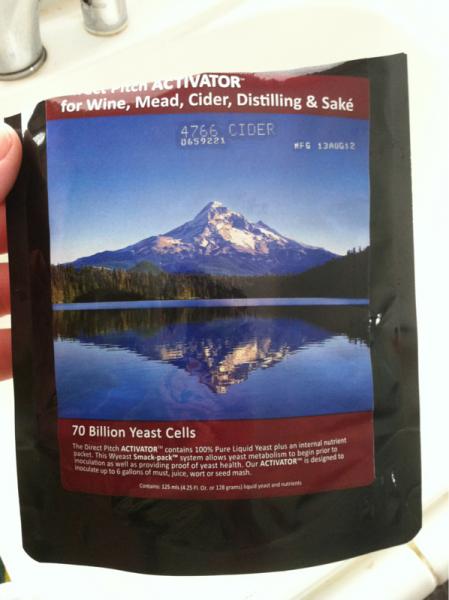 Direct Pitch ACTIVATOR™
for Wine, Mead, Cider, Distilling & Saké
4766 CIDER
0659221
MFG 13AUG12
70 Billion Yeast Cells
The Direct Pitch ACTIVATOR™ contains 100% Pure Liquid Yeast plus an internal nutrient
packet. This Wyeast Smack-pack™ system allows yeast metabolism to begin prior to
inoculation as well as providing proof of yeast health. Our ACTIVATOR™ is designed to
inoculate up to 6 gallons of must, juice, wort or seed mash.
Contains: 125 mls (4.25 Fl. Oz. or 128 grams) liquid yeast and nutrients